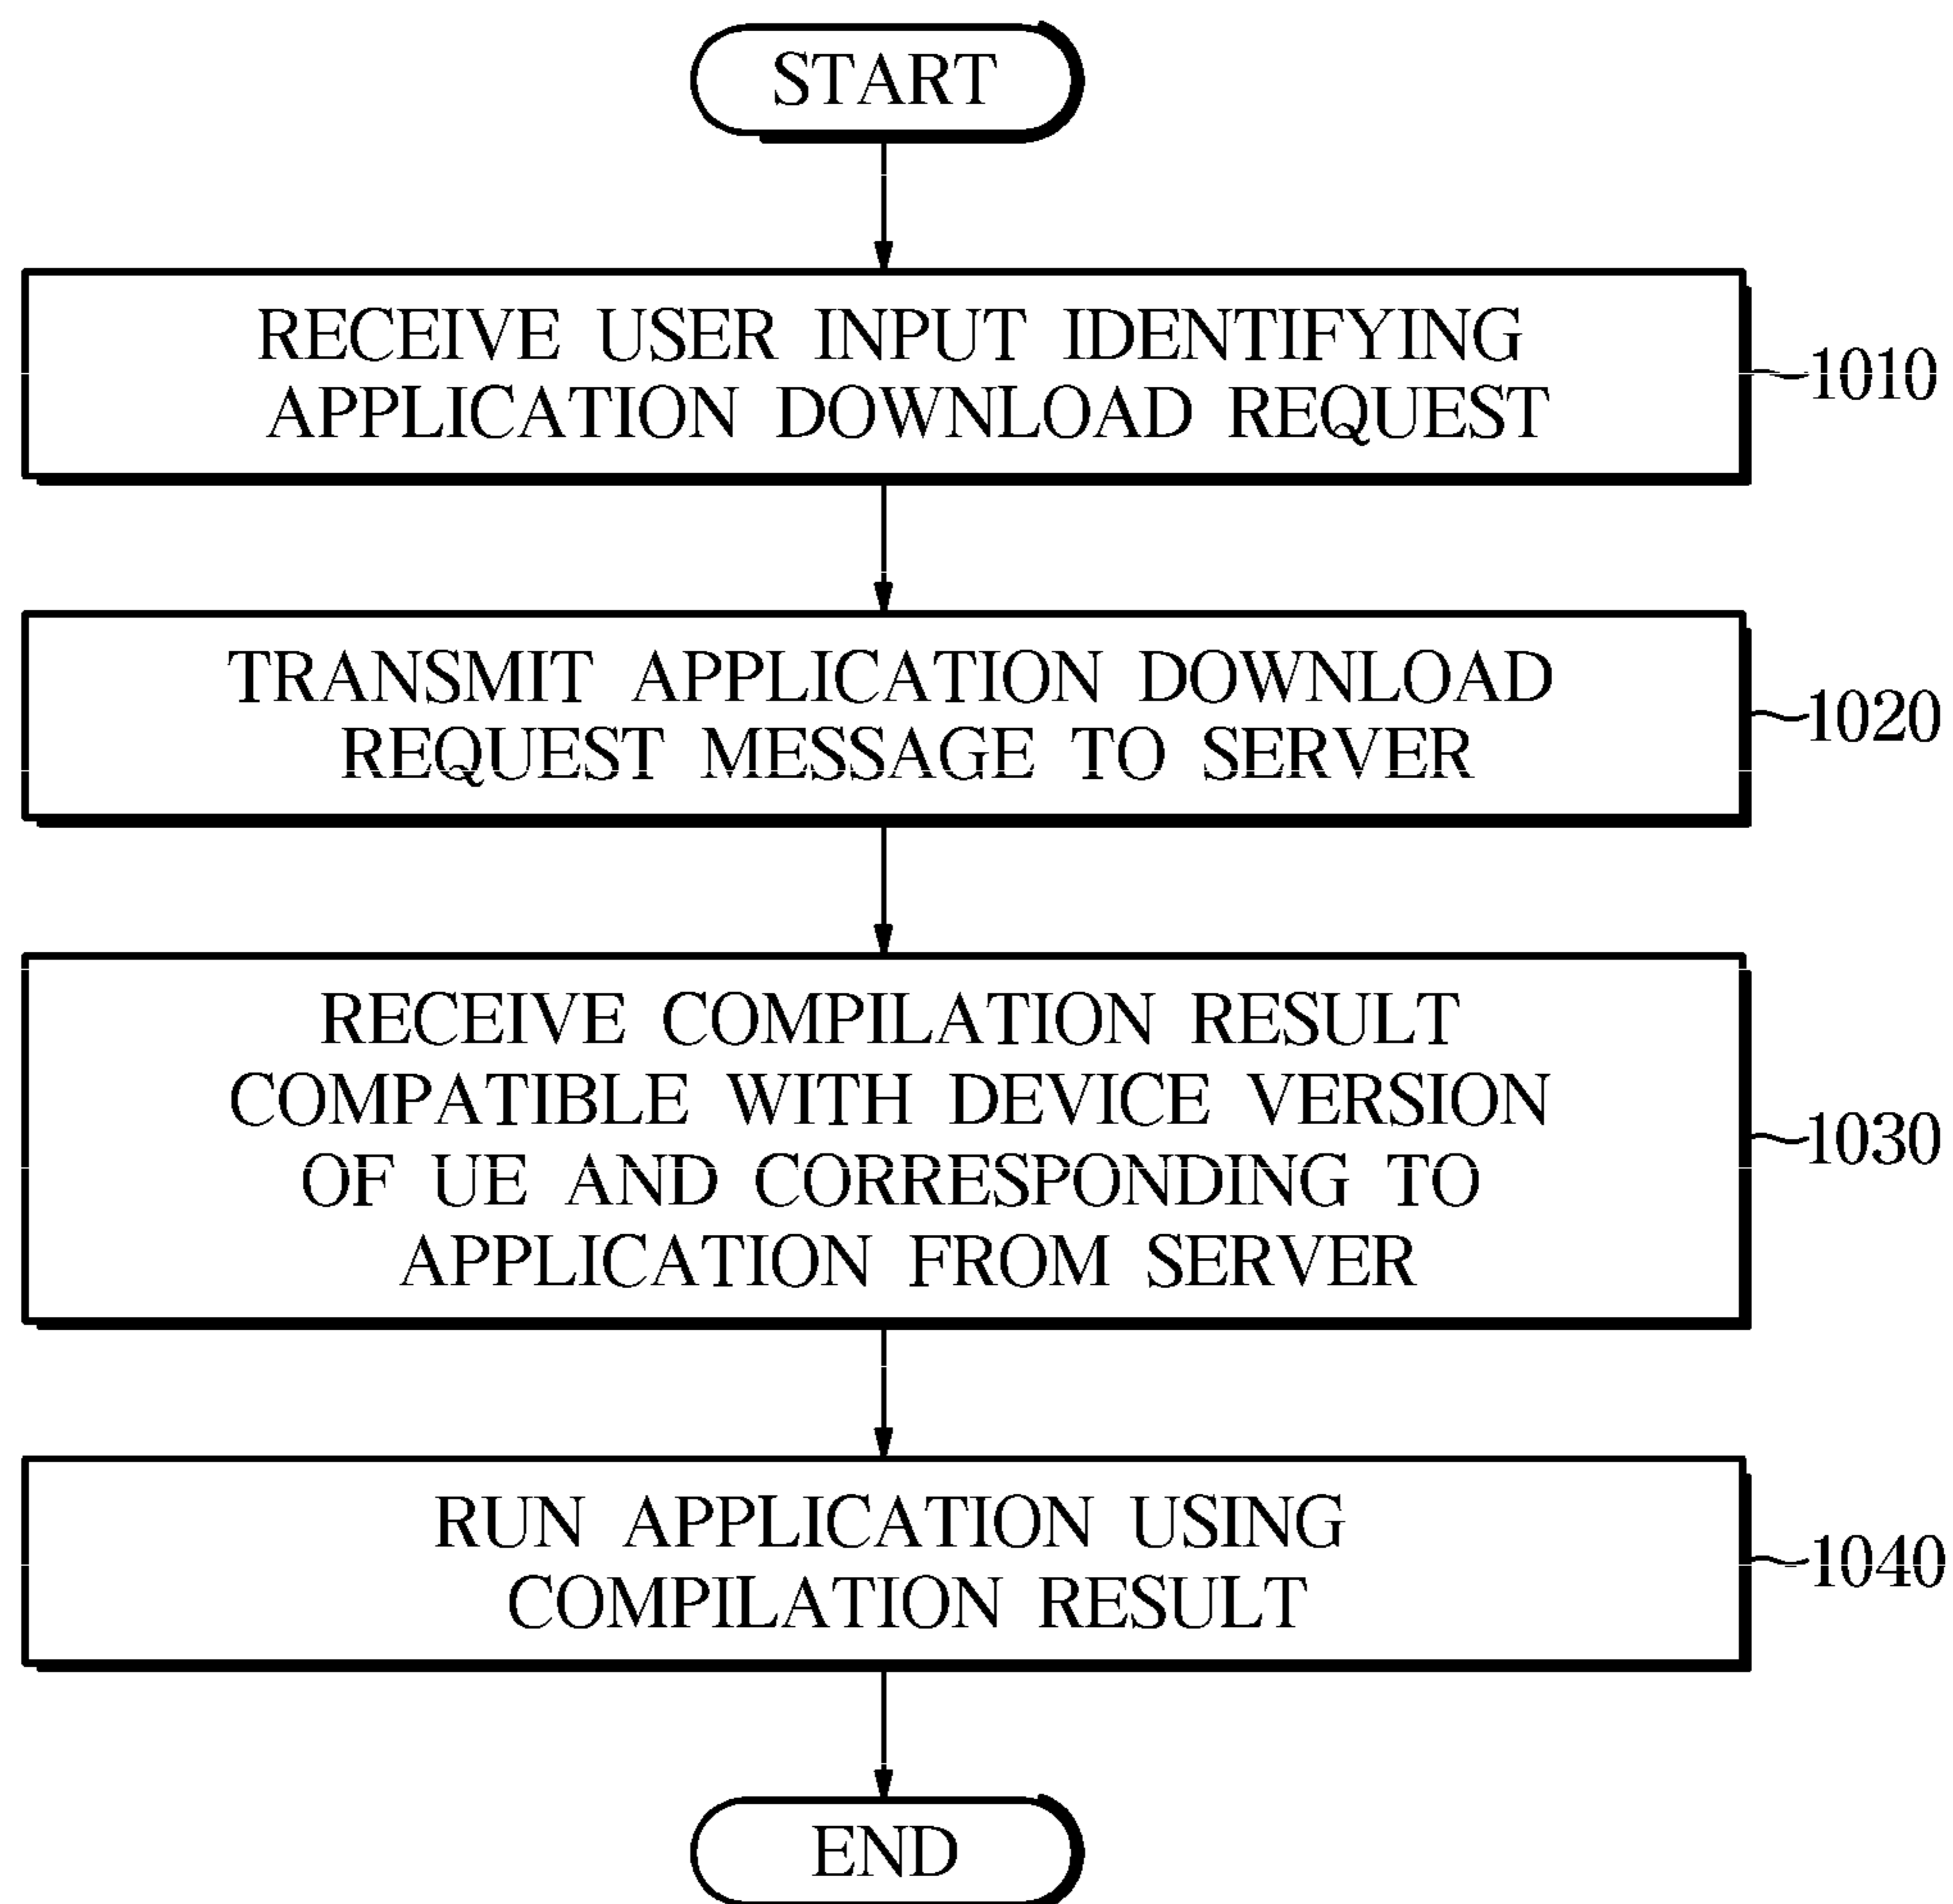 START
RECEIVE USER INPUT IDENTIFYING
APPLICATION DOWNLOAD REQUEST
1010
TRANSMIT APPLICATION DOWNLOAD
REQUEST MESSAGE TO SERVER
1020
RECEIVE COMPILATION RESULT
COMPATIBLE WITH DEVICE VERSION
OF UE AND CORRESPONDING TO
APPLICATION FROM SERVER
1030
RUN APPLICATION USING
COMPILATION RESULT
1040
END